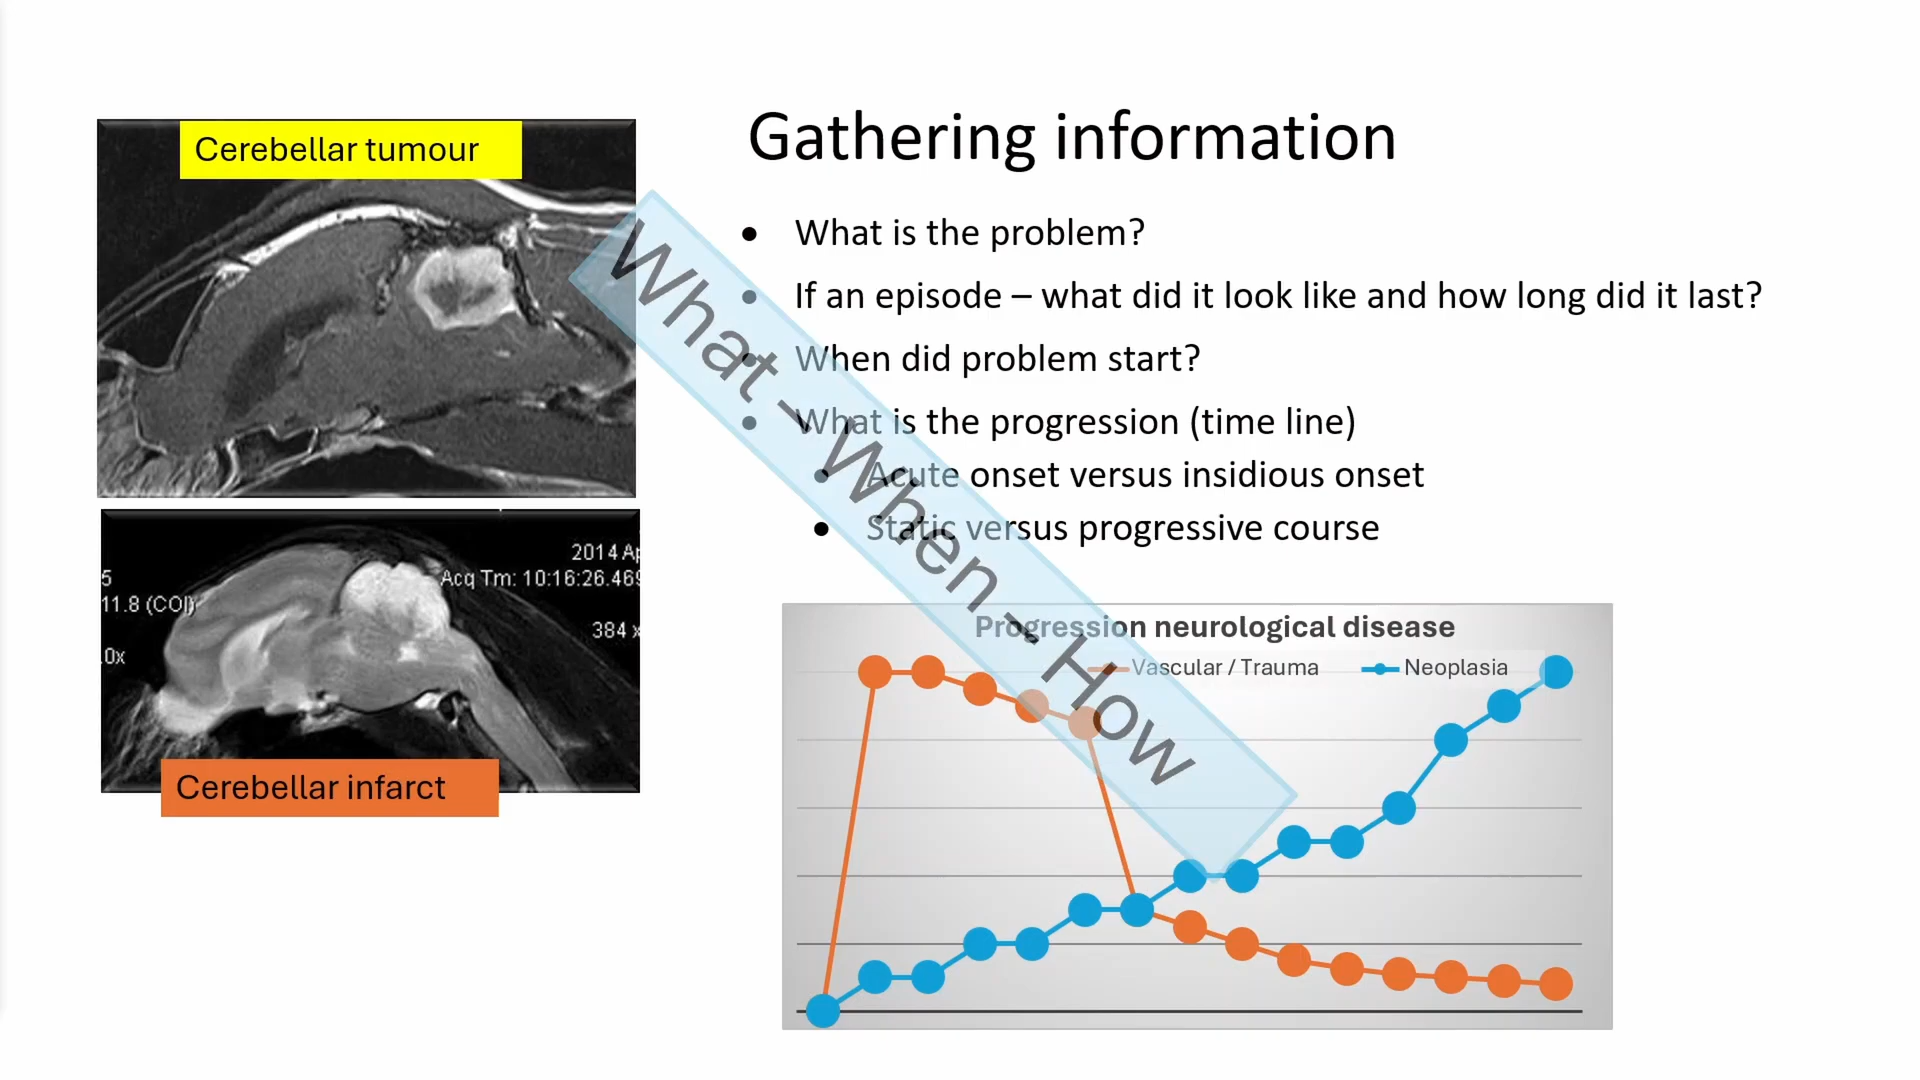 Gathering information
Cerebellar tumour
What is the problem?
If an episode – what did it look like and how long did it last?
When did problem start?
What is the progression (time line)
Acute onset versus insidious onset
Static versus progressive course
What – When – How
2014 Ap
5
Acq Tm: 10:16:26.469
11.8 (COI)
384 x
.0x
Cerebellar infarct
Progression neurological disease
Vascular / Trauma
Neoplasia